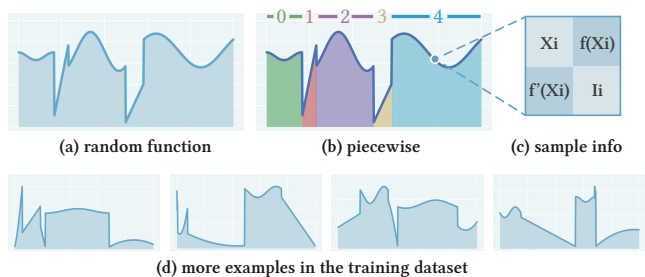 0 1 2 3 4
Xi f(Xi)
f'(Xi) Ii
(a) random function (b) piecewise (c) sample info
(d) more examples in the training dataset